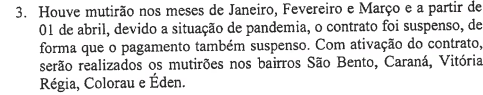 3. Houve mutirão nos meses de Janeiro, Fevereiro e Março e a partir de
01 de abril, devido a situação de pandemia, o contrato foi suspenso, de
forma que o pagamento também suspenso. Com ativação do contrato,
serão realizados os mutirões nos bairros São Bento, Caraná, Vitória
Régia, Colorau e Éden.